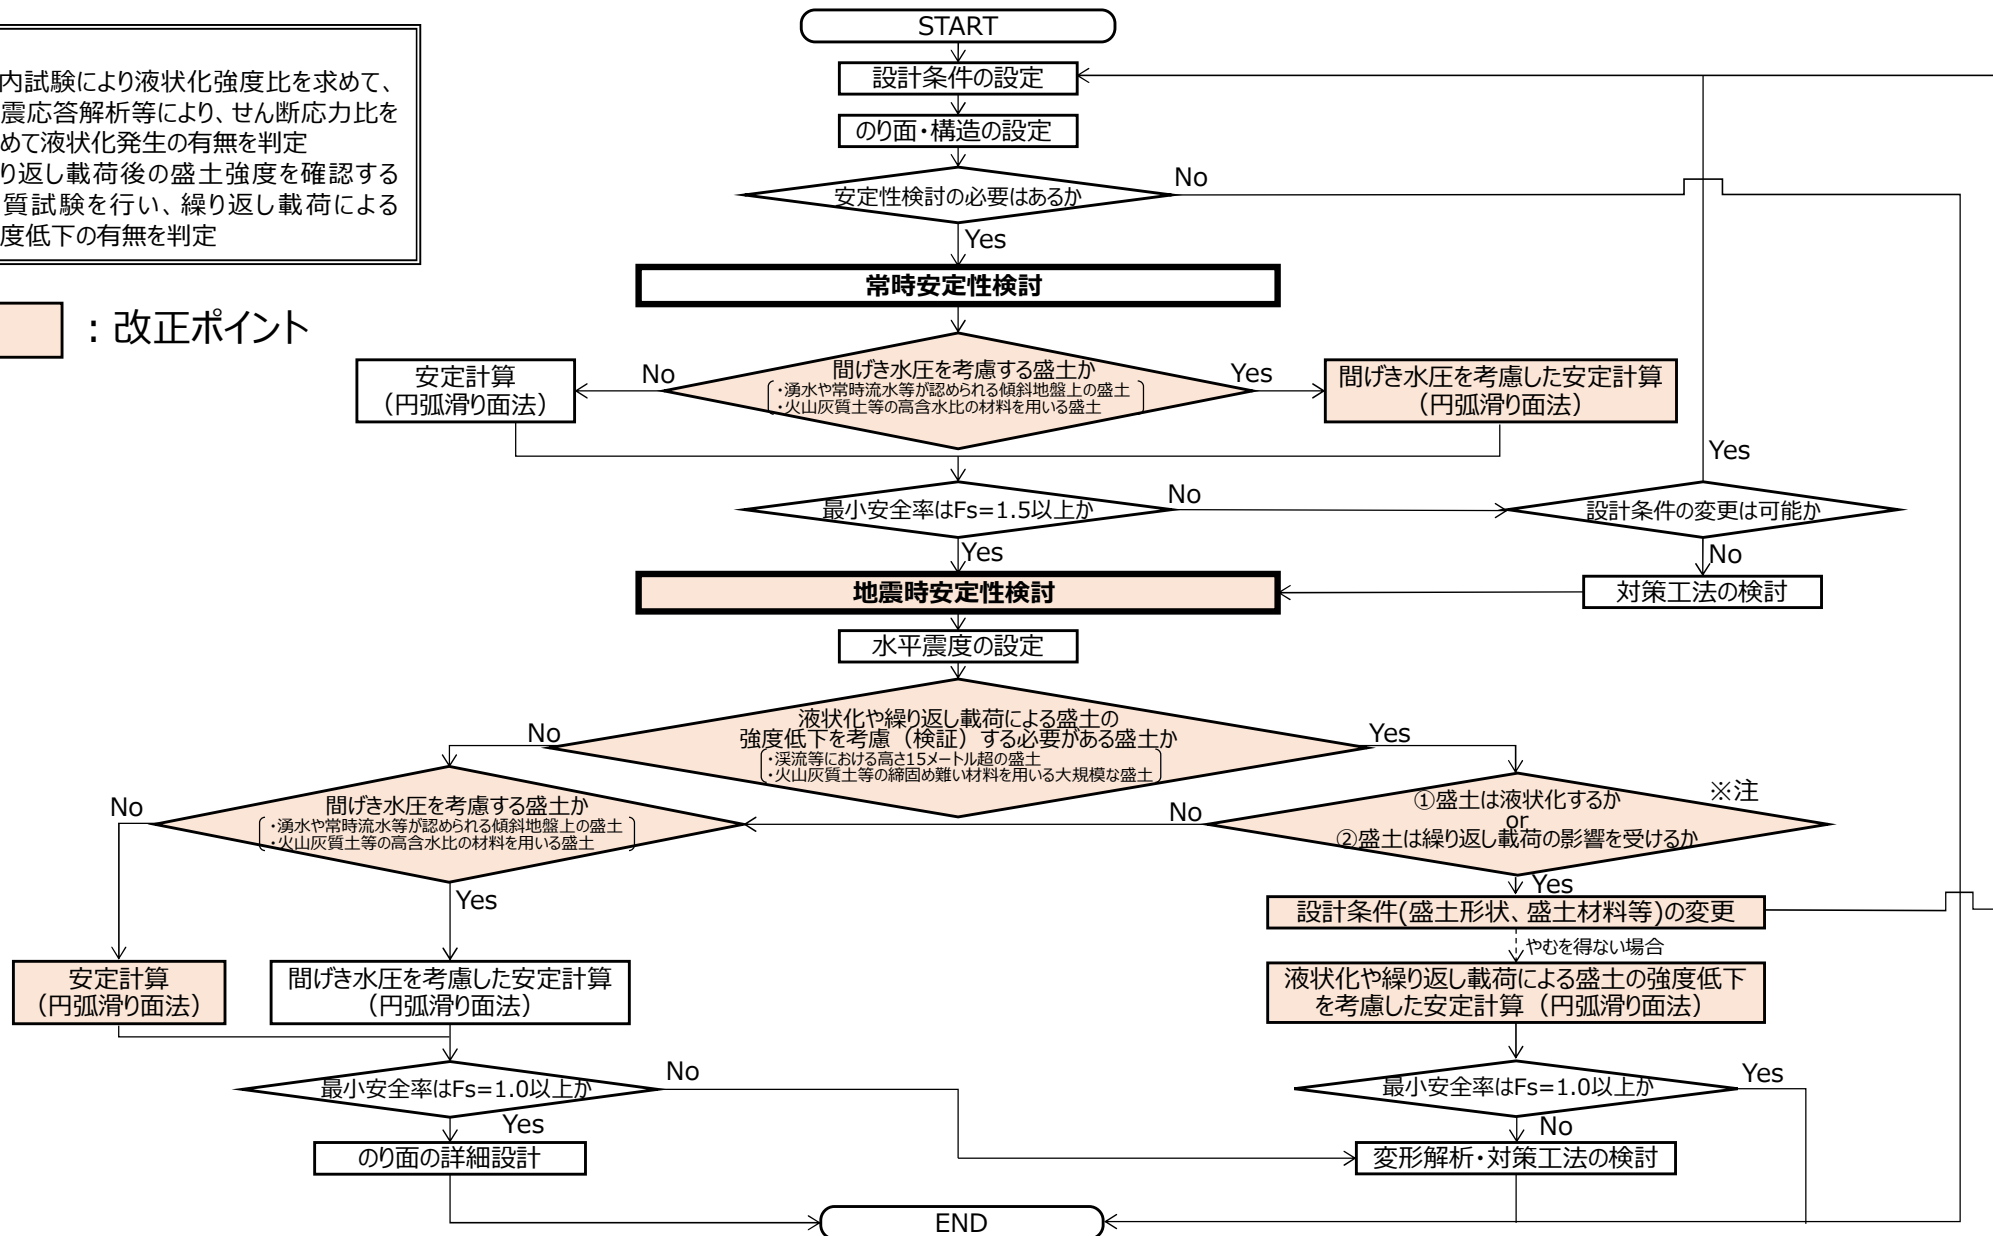 START
設計条件の設定
のり面・構造の設定
安定性検討の必要はあるか
No
Yes
内試験により液状化強度比を求めて、
震応答解析等により、せん断応力比を
めて液状化発生の有無を判定
り返し載荷後の盛土強度を確認する
質試験を行い、繰り返し載荷による
度低下の有無を判定
：改正ポイント
常時安定性検討
間げき水圧を考慮する盛土か
・湧水や常時流水等が認められる傾斜地盤上の盛土
・火山灰質土等の高含水比の材料を用いる盛土
No
Yes
安定計算
（円弧滑り面法）
間げき水圧を考慮した安定計算
（円弧滑り面法）
最小安全率はFs=1.5以上か
No
Yes
設計条件の変更は可能か
Yes
No
対策工法の検討
地震時安定性検討
水平震度の設定
液状化や繰り返し載荷による盛土の
強度低下を考慮（検証）する必要がある盛土か
・渓流等における高さ15メートル超の盛土
・火山灰質土等の締固め難い材料を用いる大規模な盛土
No
Yes
間げき水圧を考慮する盛土か
・湧水や常時流水等が認められる傾斜地盤上の盛土
・火山灰質土等の高含水比の材料を用いる盛土
No
Yes
①盛土は液状化するか
or
②盛土は繰り返し載荷の影響を受けるか
※注
No
Yes
設計条件(盛土形状、盛土材料等)の変更
やむを得ない場合
安定計算
（円弧滑り面法）
間げき水圧を考慮した安定計算
（円弧滑り面法）
液状化や繰り返し載荷による盛土の強度低下
を考慮した安定計算（円弧滑り面法）
最小安全率はFs=1.0以上か
No
Yes
最小安全率はFs=1.0以上か
Yes
No
のり面の詳細設計
変形解析・対策工法の検討
END